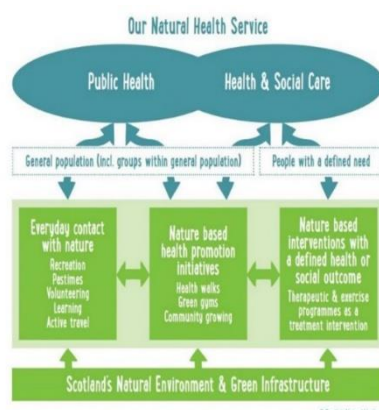 Our Natural Health Service
Public Health
Health & Social Care
General population (incl. groups within general population)
People with a defined need
Everyday contact
with nature
Recreation
Pastimes
Volunteering
Learning
Active travel
Nature based
health promotion
initiatives
Health walks
Green gyms
Community growing
Nature based
interventions with
a defined health or
social outcome
Therapeutic & exercise
programmes as a
treatment intervention
Scotland's Natural Environment & Green Infrastructure